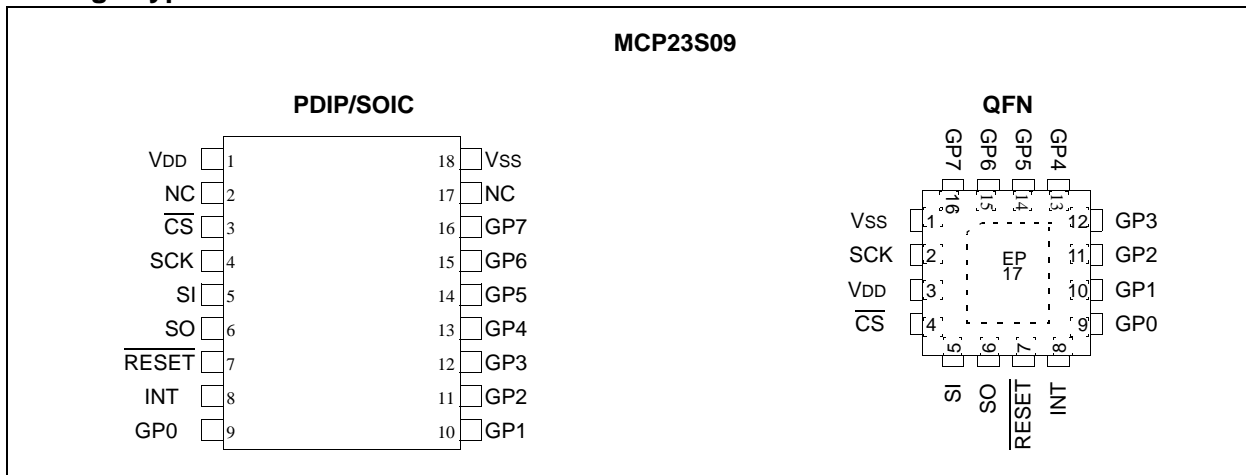 MCP23S09
PDIP/SOIC
VDD 1 18 VSS
NC 2 17 NC
CS 3 16 GP7
SCK 4 15 GP6
SI 5 14 GP5
SO 6 13 GP4
RESET 7 12 GP3
INT 8 11 GP2
GP0 9 10 GP1
QFN
GP7 GP6 GP5 GP4
16 15 14 13
VSS 1 12 GP3
SCK 2 11 GP2
EP
17
VDD 3 10 GP1
CS 4 9 GP0
5 6 7 8
SI SO RESET INT